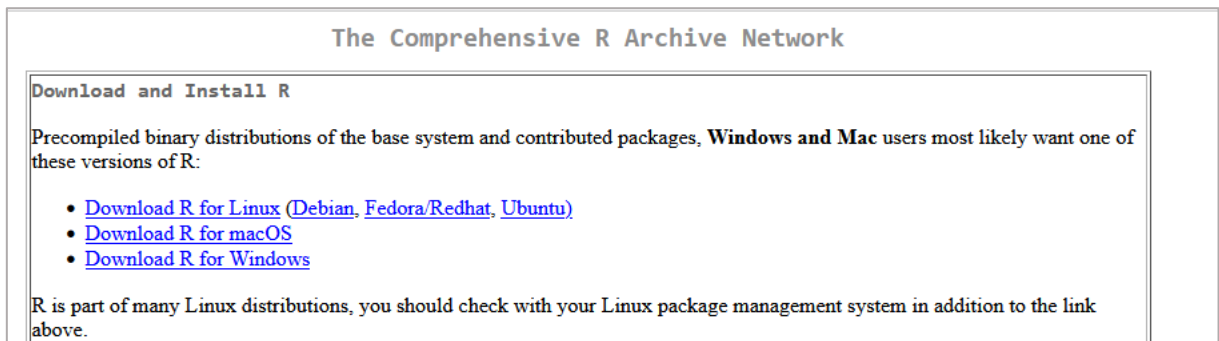 The Comprehensive R Archive Network
Download and Install R
Precompiled binary distributions of the base system and contributed packages, Windows and Mac users most likely want one of
these versions of R:
• Download R for Linux (Debian, Fedora/Redhat, Ubuntu)
• Download R for macOS
• Download R for Windows
R is part of many Linux distributions, you should check with your Linux package management system in addition to the link
above.